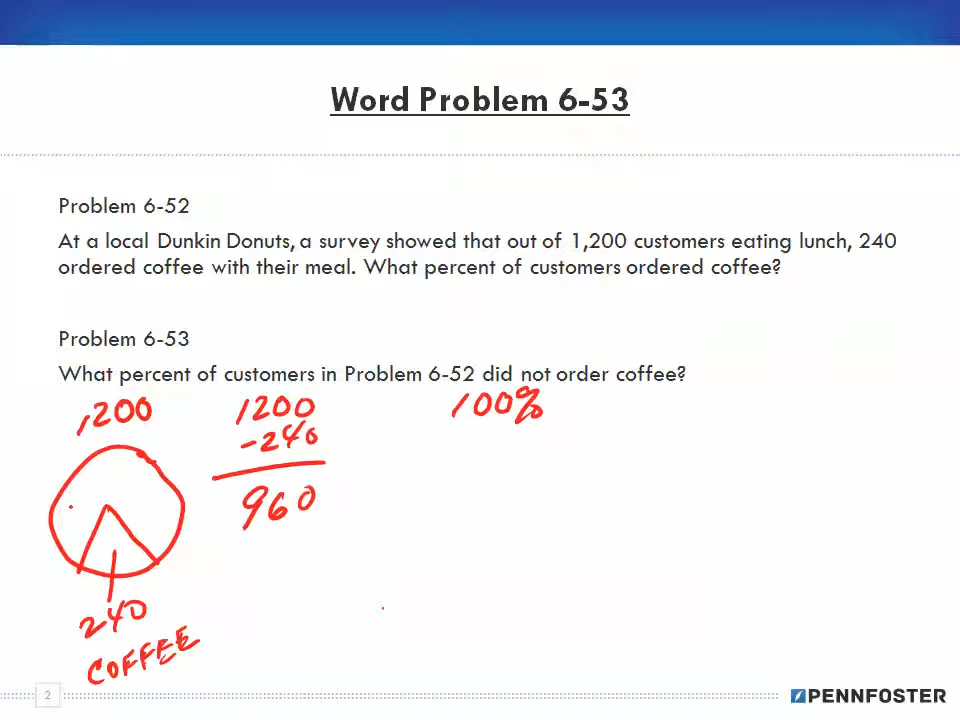 Word Problem 6-53
Problem 6-52
At a local Dunkin Donuts, a survey showed that out of 1,200 customers eating lunch, 240
ordered coffee with their meal. What percent of customers ordered coffee?
Problem 6-53
What percent of customers in Problem 6-52 did not order coffee?
1,200
1200
-240
960
100%
240
COFFEE
2
PENNFOSTER